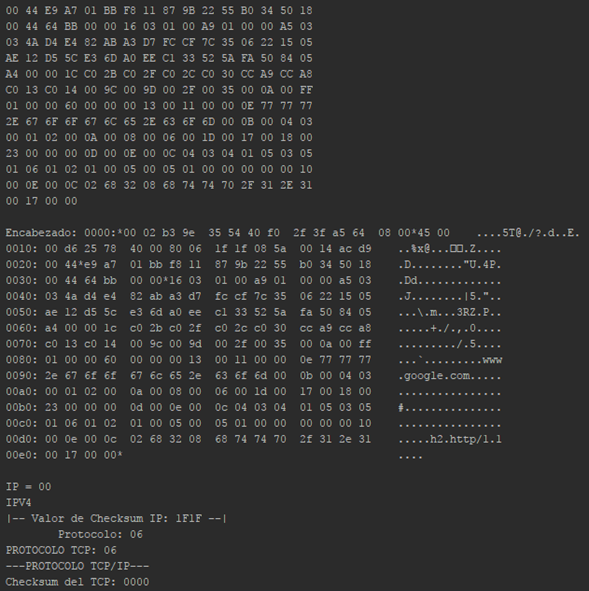 00 44 E9 A7 01 BB F8 11 87 9B 22 55 B0 34 50 18
00 44 64 BB 00 00 16 03 01 00 A9 01 00 00 A5 03
03 4A D4 E4 82 AB A3 D7 FC CF 7C 35 06 22 15 05
AE 12 D5 5C E3 6D A0 EE C1 33 52 5A FA 50 84 05
A4 00 00 1C C0 2B C0 2F C0 2C C0 30 CC A9 CC A8
C0 13 C0 14 00 9C 00 9D 00 2F 00 35 00 0A 00 FF
01 00 00 60 00 00 00 13 00 11 00 00 0E 77 77 77
2E 67 6F 6F 67 6C 65 2E 63 6F 6D 00 0B 00 04 03
00 01 02 00 0A 00 08 00 06 00 1D 00 17 00 18 00
23 00 00 00 0D 00 0E 00 0C 04 03 04 01 05 03 05
01 06 01 02 01 00 05 00 05 01 00 00 00 00 00 10
00 0E 00 0C 02 68 32 08 68 74 74 70 2F 31 2E 31
00 17 00 00
Encabezado: 0000:*00 02 b3 9e 35 54 40 f0 2f 3f a5 64 08 00*45 00 ....5T@./?.d..E.
0010: 00 d6 25 78 40 00 80 06 1f 1f 08 5a 00 14 ac d9 ..%x@...□□.Z....
0020: 00 44*e9 a7 01 bb f8 11 87 9b 22 55 b0 34 50 18 .D........"U.4P.
0030: 00 44 64 bb 00 00*16 03 01 00 a9 01 00 00 a5 03 .Dd.............
0040: 03 4a d4 e4 82 ab a3 d7 fc cf 7c 35 06 22 15 05 .J........|5."..
0050: ae 12 d5 5c e3 6d a0 ee c1 33 52 5a fa 50 84 05 ...\.m...3RZ.P..
0060: a4 00 00 1c c0 2b c0 2f c0 2c c0 30 cc a9 cc a8 .....+./.,.0....
0070: c0 13 c0 14 00 9c 00 9d 00 2f 00 35 00 0a 00 ff ........./.5....
01 00 00 60 00 00 00 13 00 11 00 00 0e 77 77 77 ...`.........www
0090: 2e 67 6f 6f 67 6c 65 2e 63 6f 6d 00 0b 00 04 03 .google.com.....
00a0: 00 01 02 00 0a 00 08 00 06 00 1d 00 17 00 18 00 ................
00b0: 23 00 00 00 0d 00 0e 00 0c 04 03 04 01 05 03 05 #...............
00c0: 01 06 01 02 01 00 05 00 05 01 00 00 00 00 00 10 ................
00d0: 00 0e 00 0c 02 68 32 08 68 74 74 70 2f 31 2e 31 .....h2.http/1.1
00e0: 00 17 00 00* ....
IP = 00
IPV4
|-- Valor de Checksum IP: 1F1F --|
Protocolo: 06
PROTOCOLO TCP: 06
---PROTOCOLO TCP/IP---
Checksum del TCP: 0000